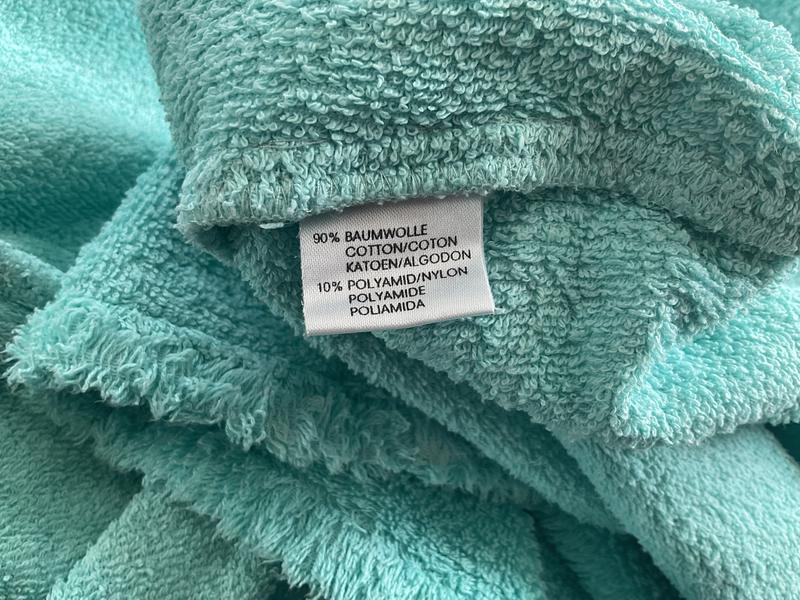 90% BAUMWOLLE
COTTON/COTON
KATOEN/ALGODON
10% POLYAMID/NYLON
POLYAMIDE
POLIAMIDA